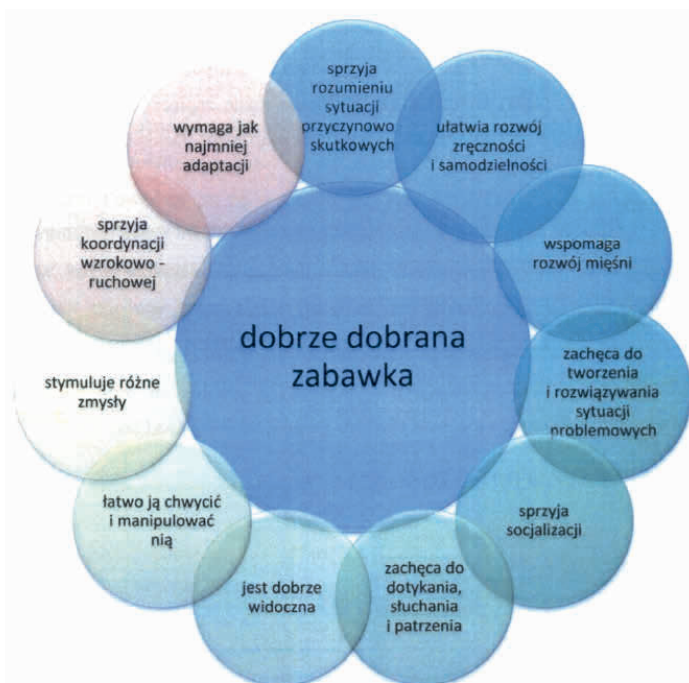 dobrze dobrana
zabawka
sprzyja
rozumieniu
sytuacji
przyczynowo -
skutkowych
ułatwia rozwój
zręczności
i samodzielności
wspomaga
rozwój mięśni
zachęca do
tworzenia
i rozwiązywania
sytuacji
problemowych
sprzyja
socjalizacji
zachęca do
dotykania,
słuchania
i patrzenia
jest dobrze
widoczna
łatwo ją chwycić
i manipulować
nią
stymuluje różne
zmysły
sprzyja
koordynacji
wzrokowo -
ruchowej
wymaga jak
najmniej
adaptacji